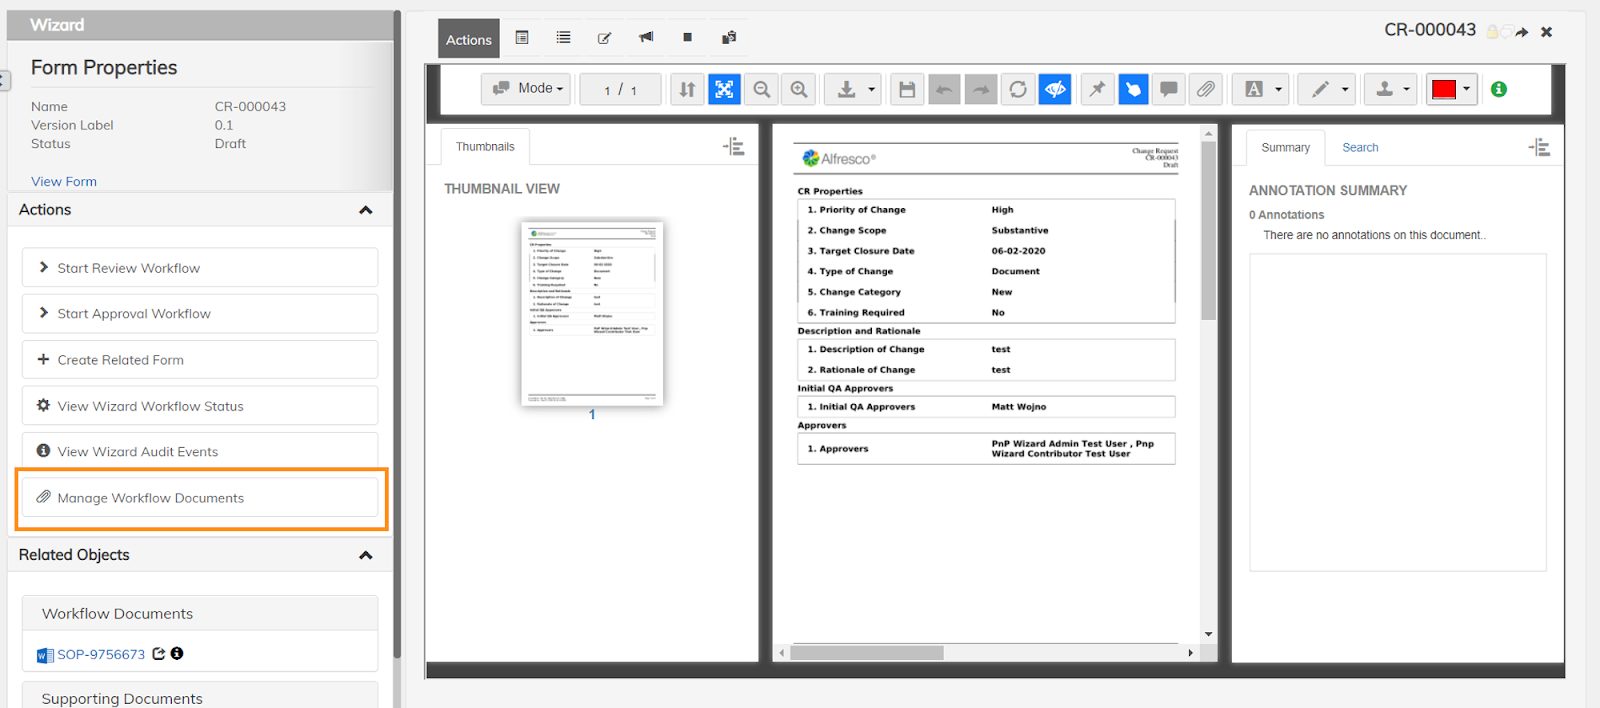 Wizard
Form Properties
Name CR-000043
Version Label 0.1
Status Draft
View Form
Actions
Start Review Workflow
Start Approval Workflow
Create Related Form
View Wizard Workflow Status
View Wizard Audit Events
Manage Workflow Documents
Related Objects
Workflow Documents
SOP-9756673
Supporting Documents
Actions
CR-000043
Mode
1 / 1
A
Thumbnails
THUMBNAIL VIEW
1
Alfresco®
Change Request
CR-000043
Draft
CR Properties
1. Priority of Change High
2. Change Scope Substantive
3. Target Closure Date 06-02-2020
4. Type of Change Document
5. Change Category New
6. Training Required No
Description and Rationale
1. Description of Change test
2. Rationale of Change test
Initial QA Approvers
1. Initial QA Approvers Matt Wojno
Approvers
1. Approvers PnP Wizard Admin Test User , Pnp
Wizard Contributor Test User
Summary Search
ANNOTATION SUMMARY
0 Annotations
There are no annotations on this document..